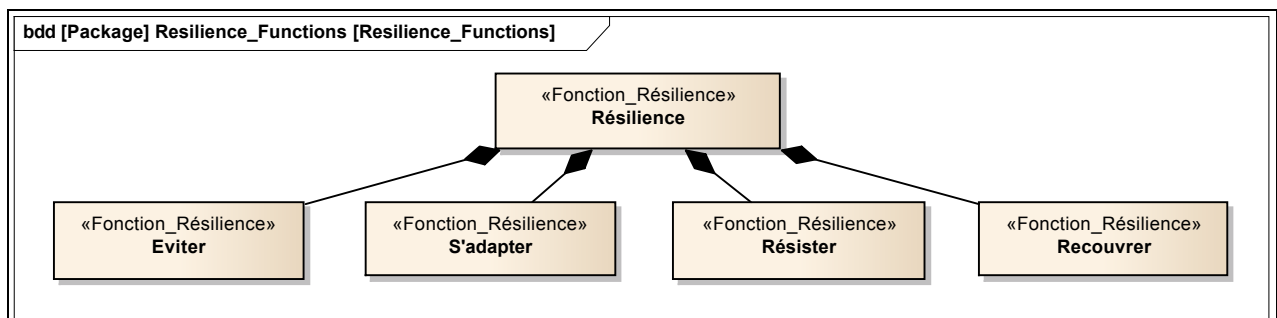 bdd [Package] Resilience_Functions [Resilience_Functions]
«Fonction_Résilience»
Résilience
«Fonction_Résilience»
Eviter
«Fonction_Résilience»
S'adapter
«Fonction_Résilience»
Résister
«Fonction_Résilience»
Recouvrer